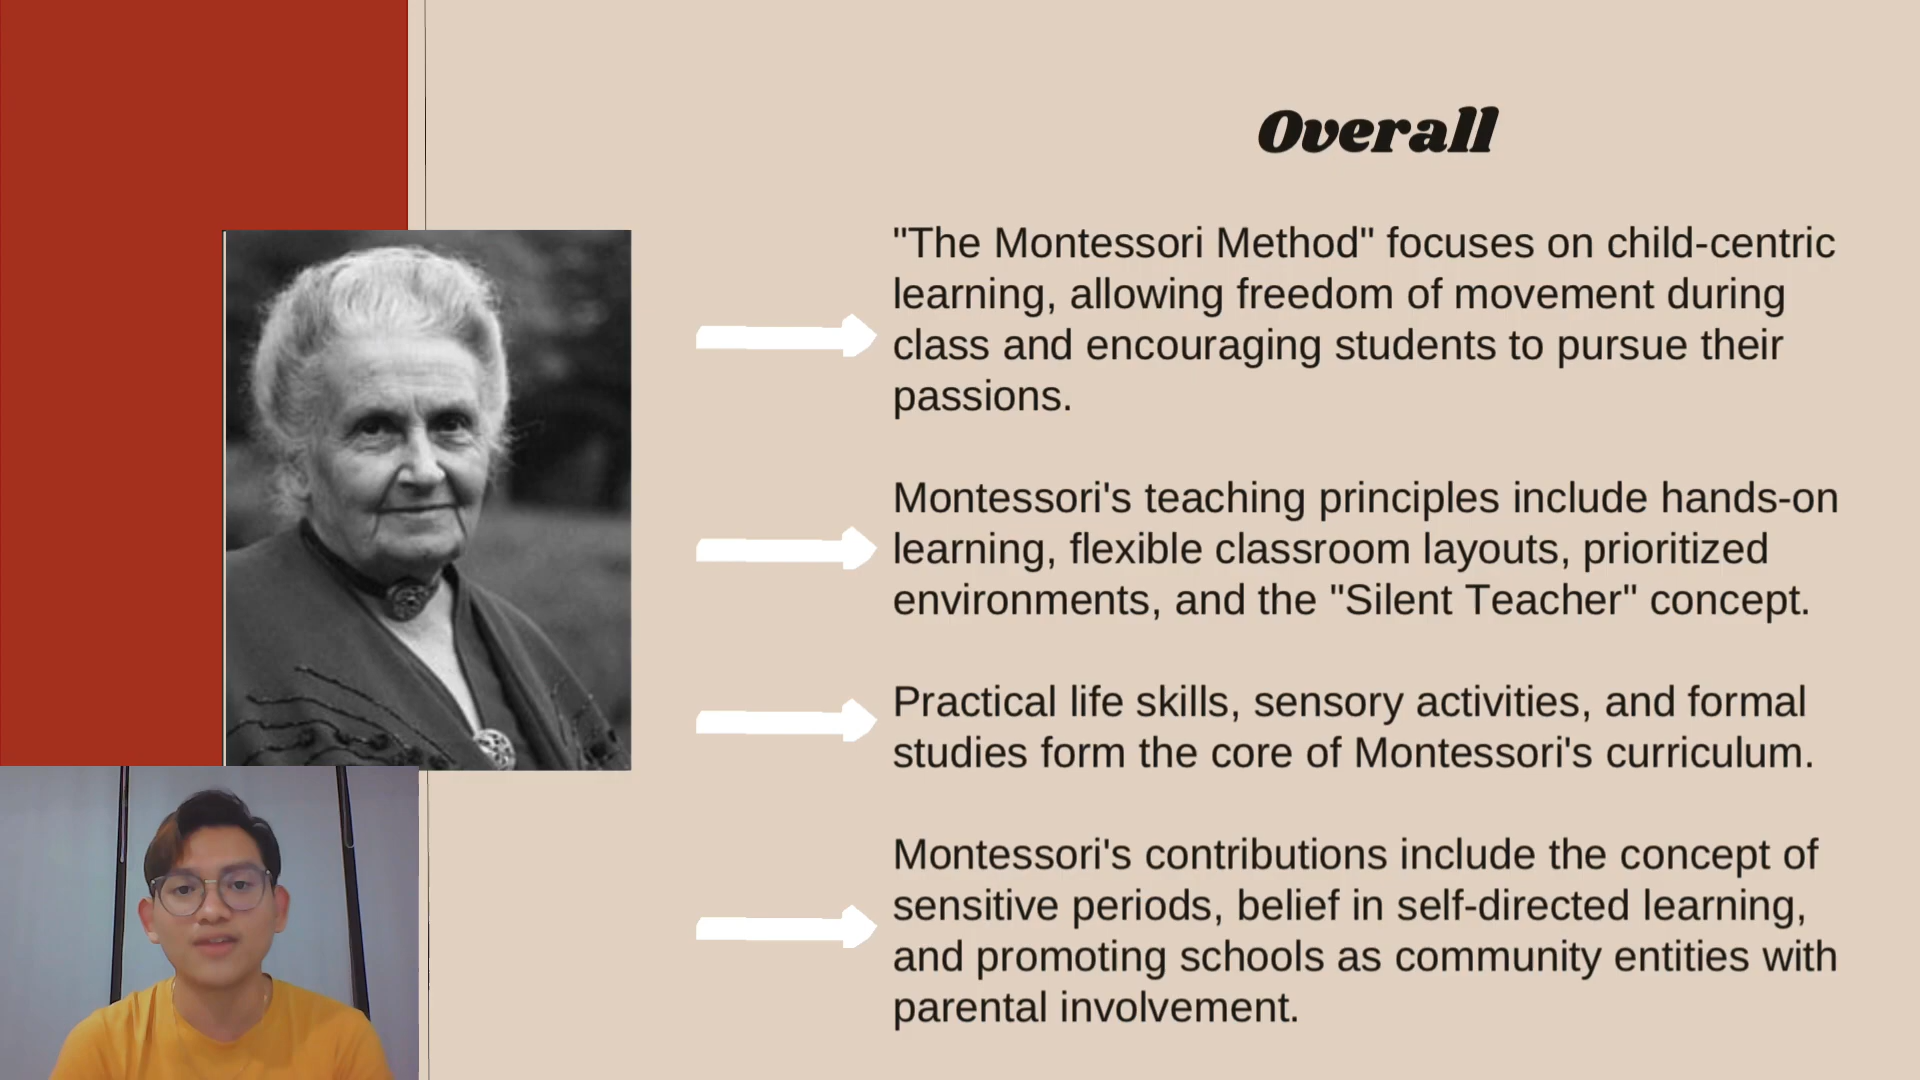 Overall
"The Montessori Method" focuses on child-centric
learning, allowing freedom of movement during
class and encouraging students to pursue their
passions.
Montessori's teaching principles include hands-on
learning, flexible classroom layouts, prioritized
environments, and the "Silent Teacher" concept.
Practical life skills, sensory activities, and formal
studies form the core of Montessori's curriculum.
Montessori's contributions include the concept of
sensitive periods, belief in self-directed learning,
and promoting schools as community entities with
parental involvement.